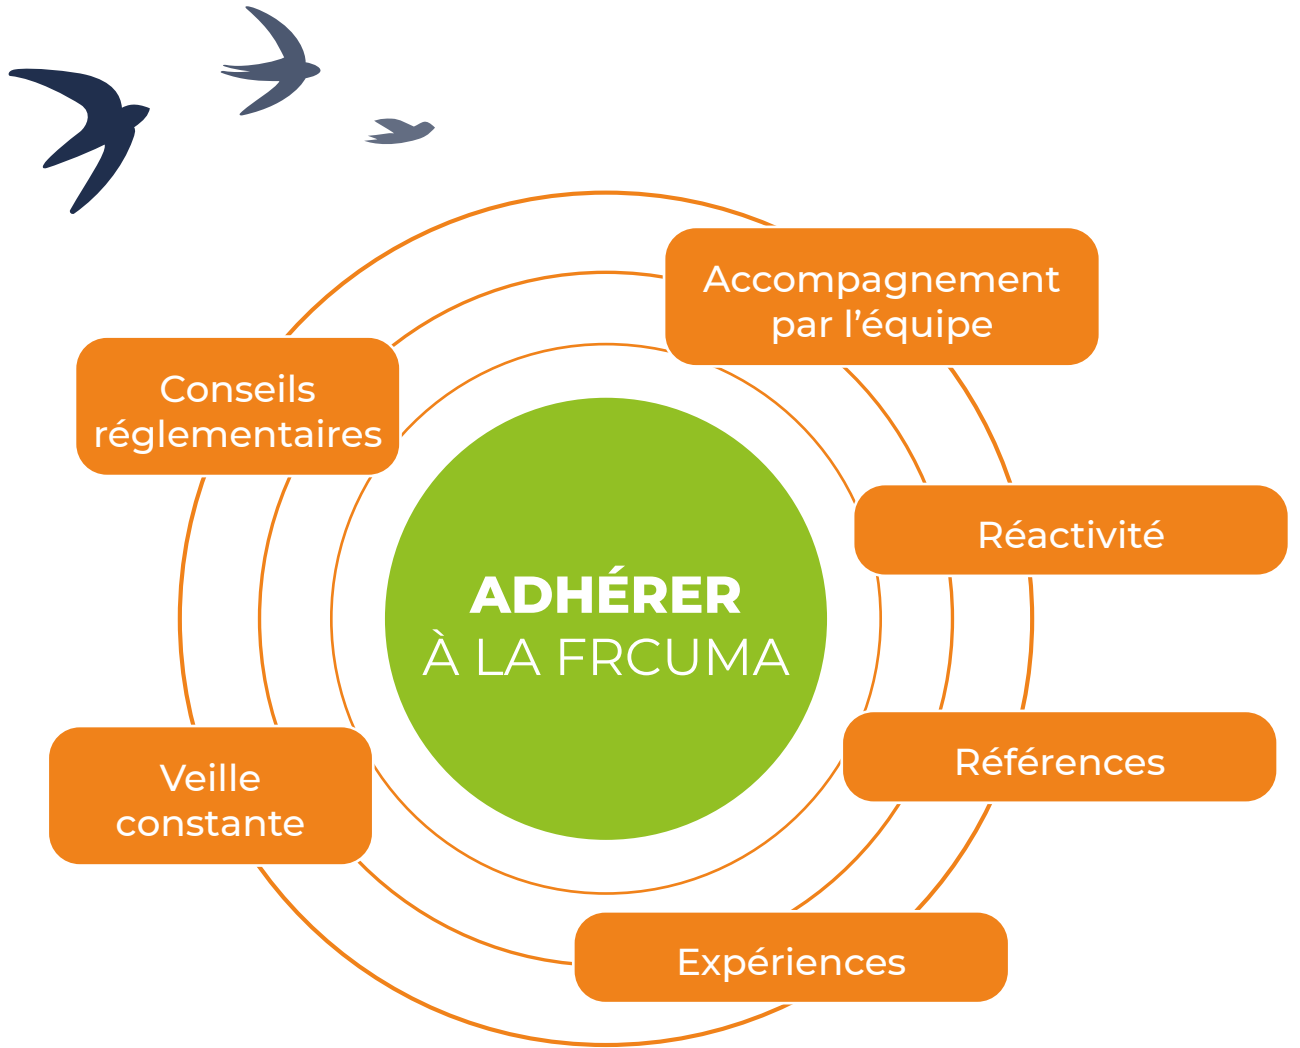 Accompagnement
par l’équipe
Conseils
réglementaires
Réactivité
ADHÉRER
À LA FRCUMA
Références
Veille
constante
Expériences